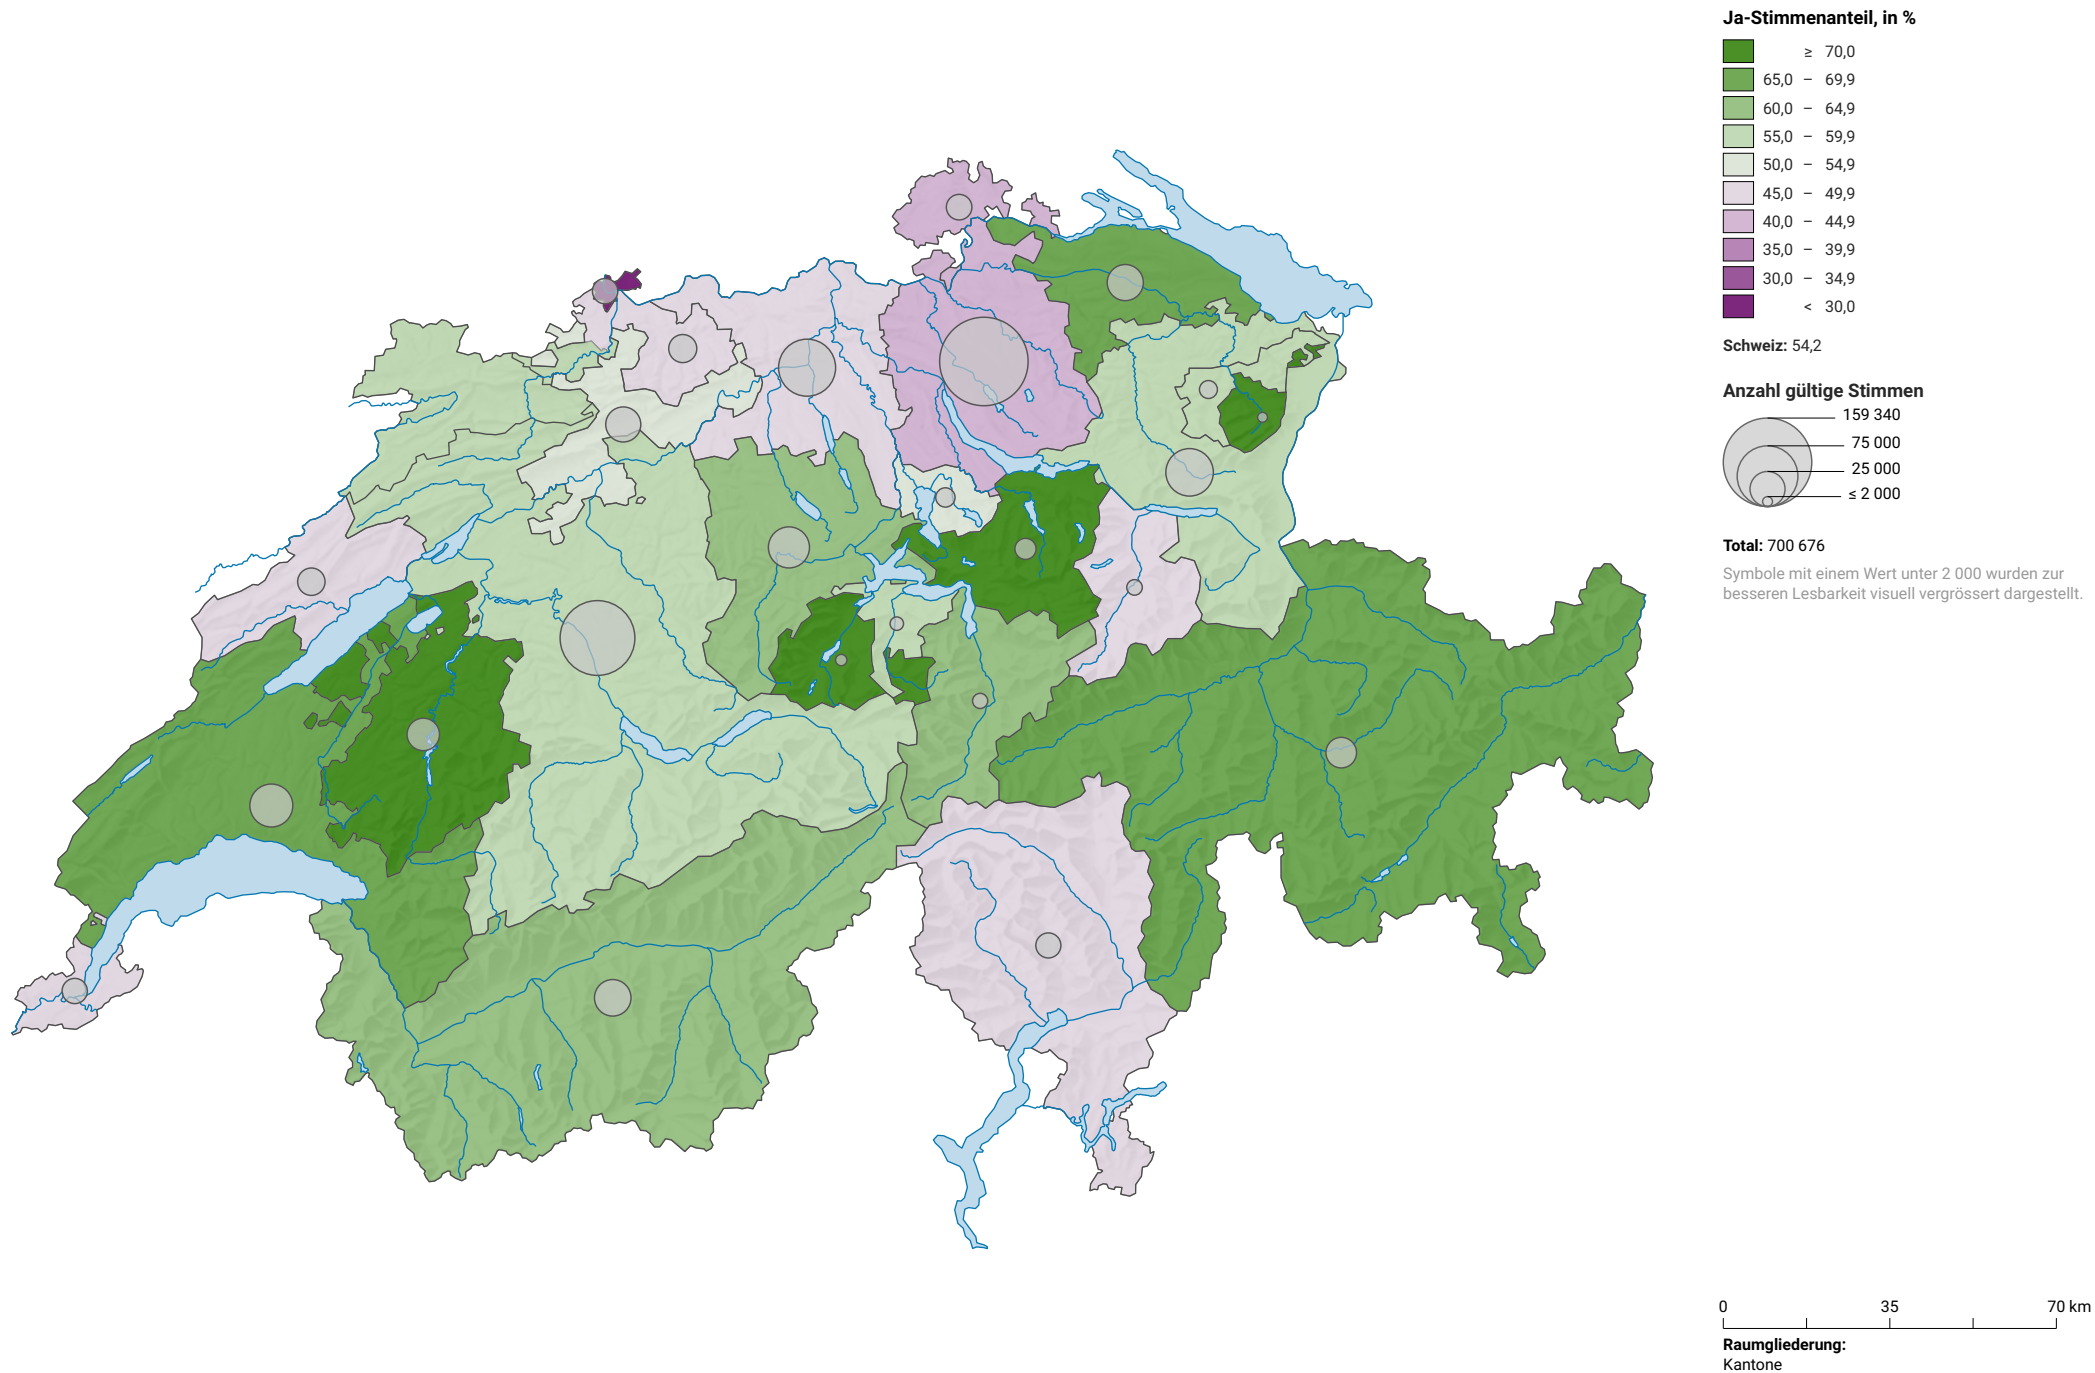 Ja-Stimmenanteil, in %
≥ 70,0
65,0 – 69,9
60,0 – 64,9
55,0 – 59,9
50,0 – 54,9
45,0 – 49,9
40,0 – 44,9
35,0 – 39,9
30,0 – 34,9
< 30,0
Schweiz: 54,2
Anzahl gültige Stimmen
159 340
75 000
25 000
≤ 2 000
Total: 700 676
Symbole mit einem Wert unter 2 000 wurden zur
besseren Lesbarkeit visuell vergrössert dargestellt.
0 35 70 km
Raumgliederung:
Kantone